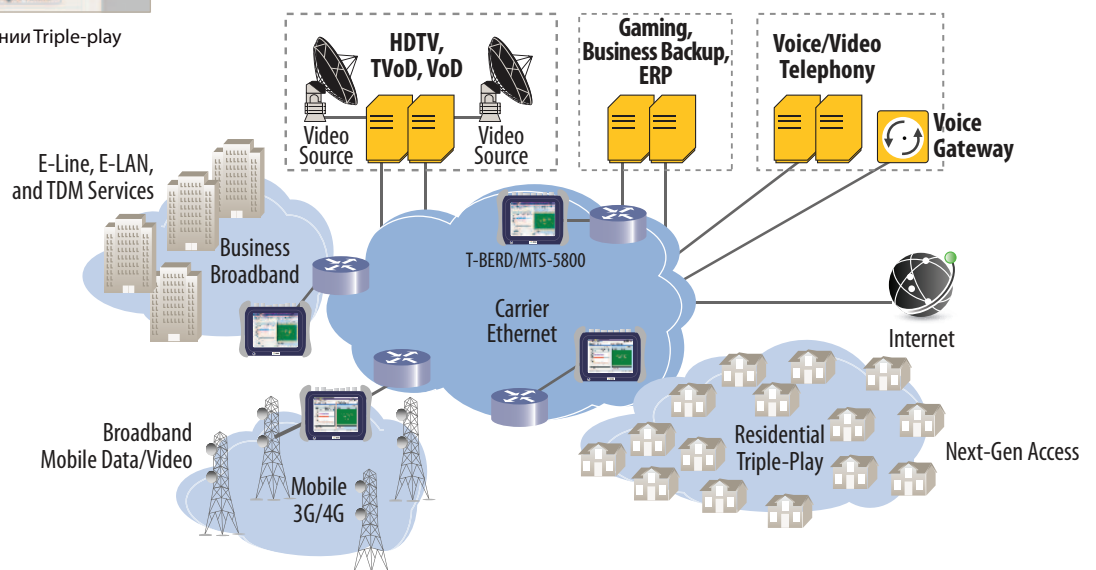 нии Triple-play
HDTV,
TVoD, VoD
Video
Source
Video
Source
Gaming,
Business Backup,
ERP
Voice/Video
Telephony
Voice
Gateway
E-Line, E-LAN,
and TDM Services
Business
Broadband
T-BERD/MTS-5800
Carrier
Ethernet
Internet
Broadband
Mobile Data/Video
Mobile
3G/4G
Residential
Triple-Play
Next-Gen Access